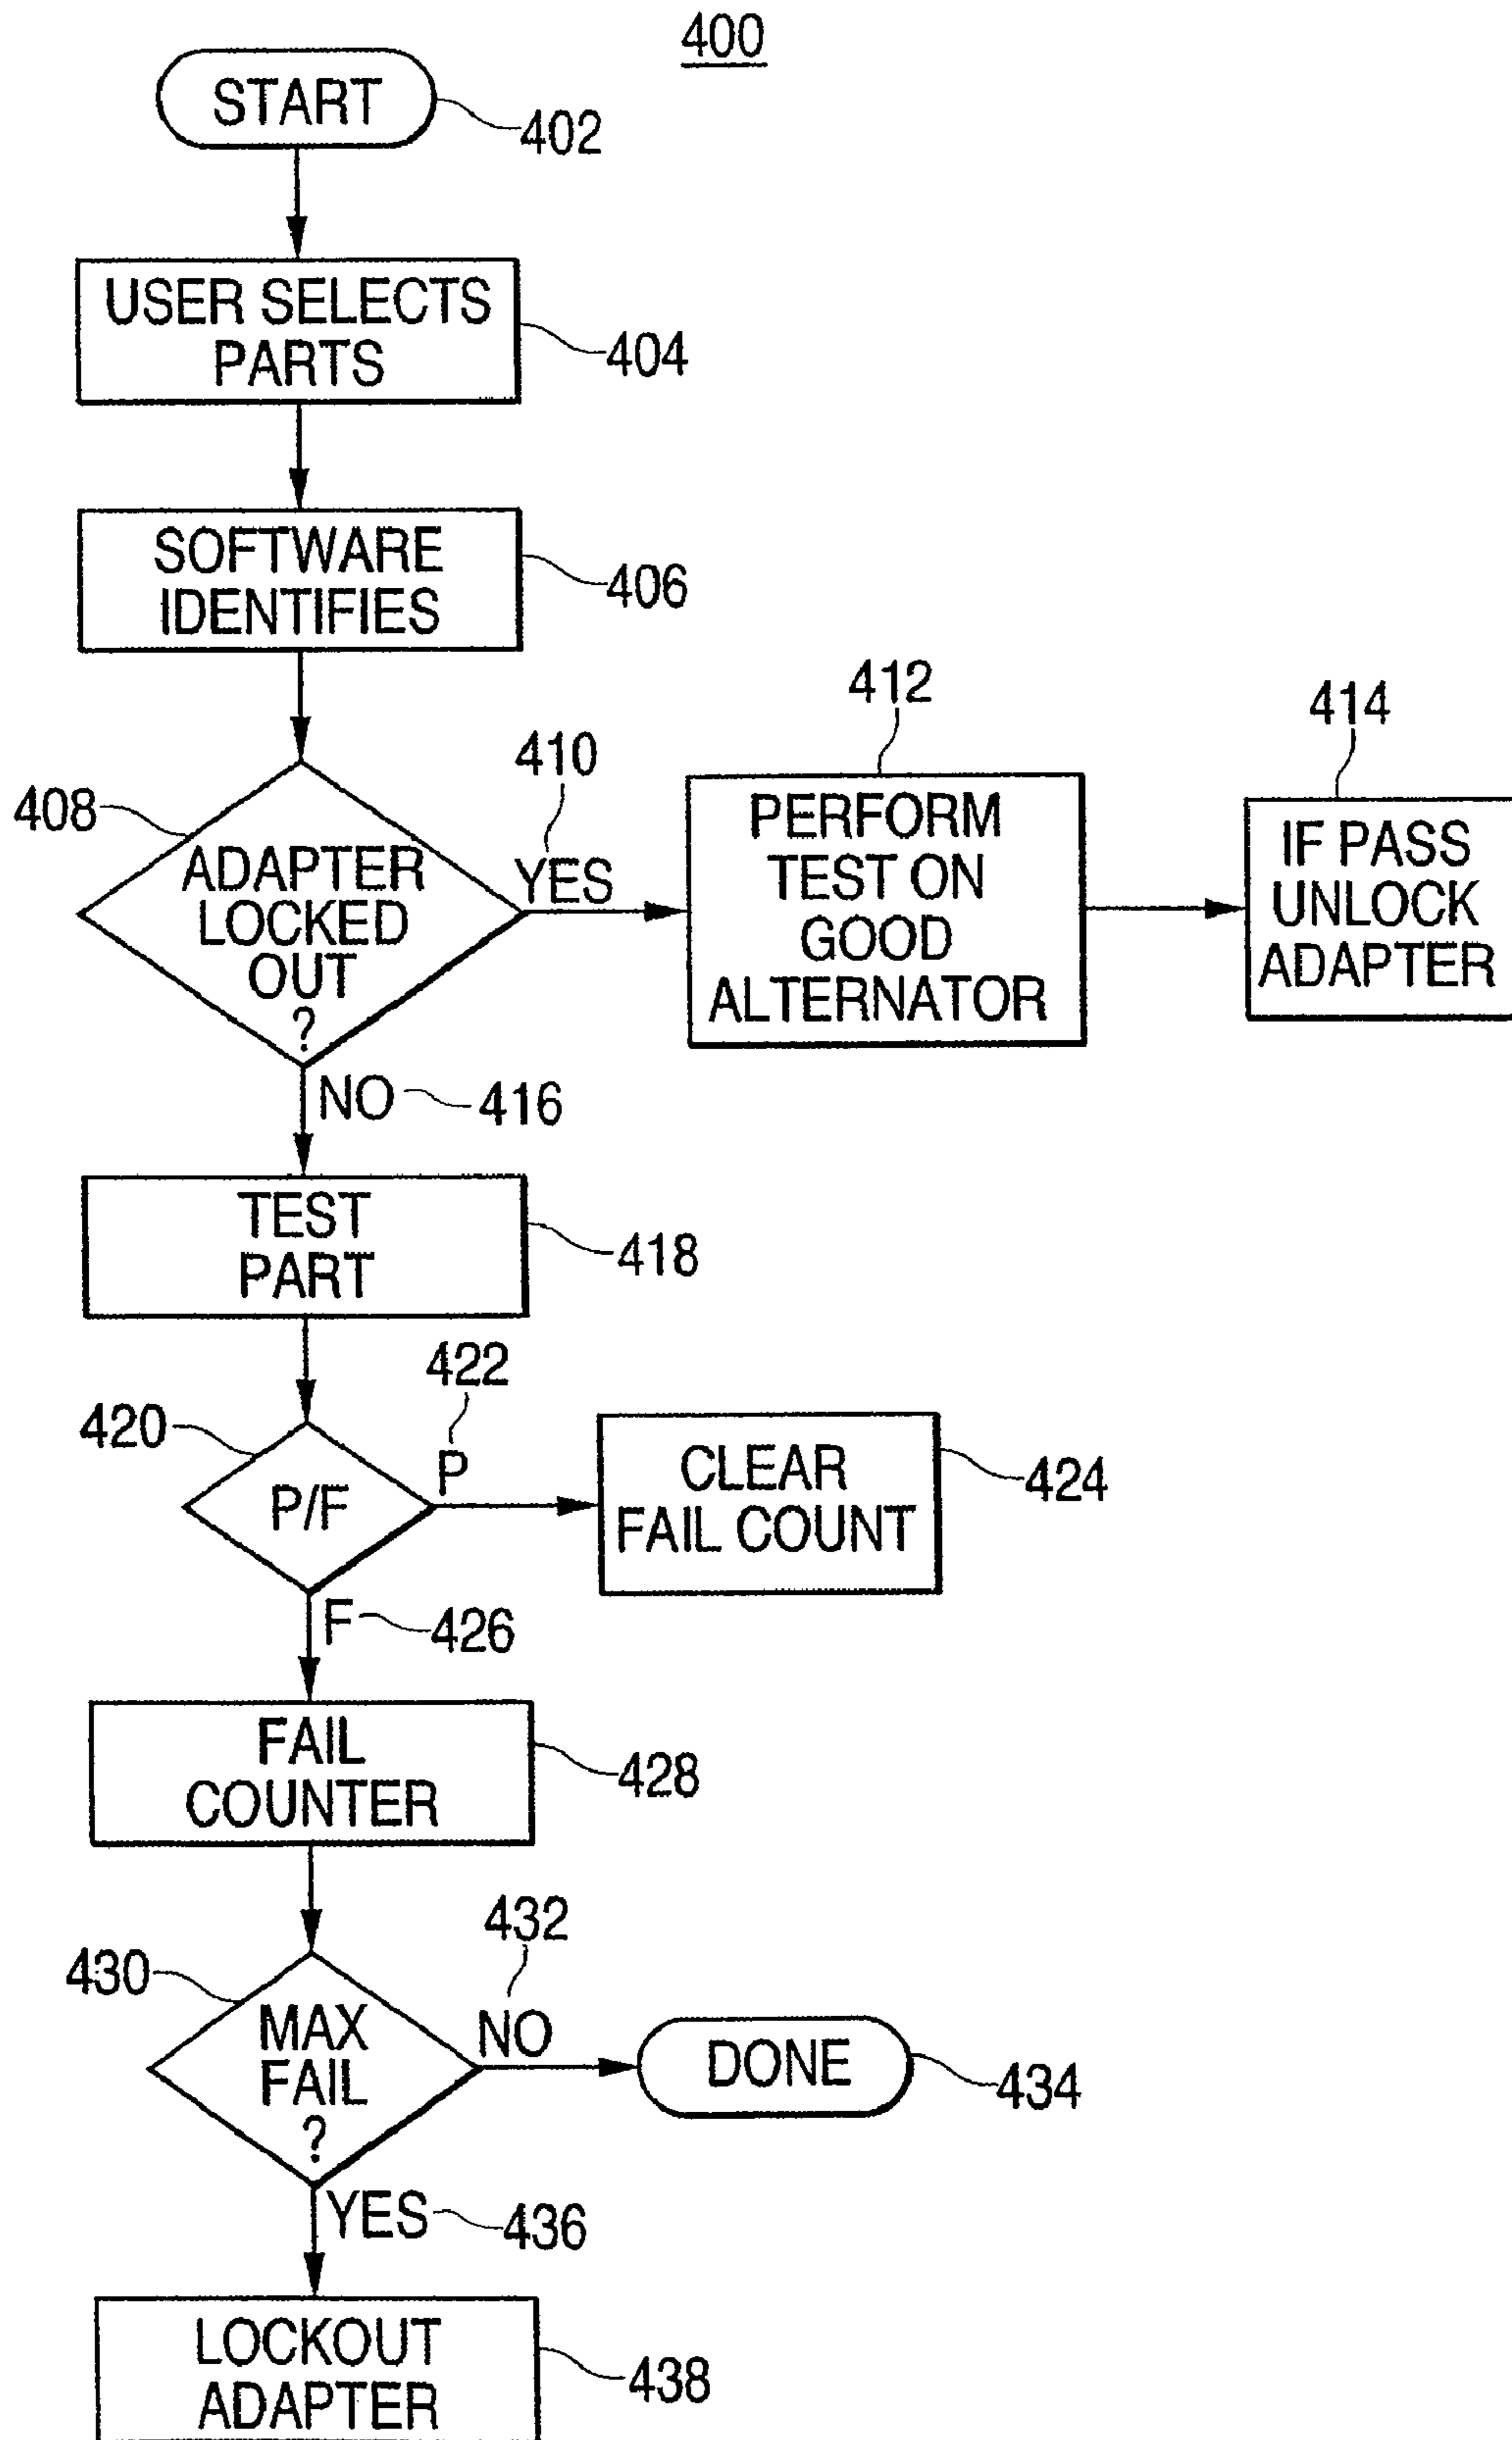 400
START
402
USER SELECTS
PARTS
404
SOFTWARE
IDENTIFIES
406
408
ADAPTER
LOCKED
OUT
?
410
YES
412
PERFORM
TEST ON
GOOD
ALTERNATOR
414
IF PASS
UNLOCK
ADAPTER
NO
416
TEST
PART
418
420
P/F
422
P
CLEAR
FAIL COUNT
424
F
426
FAIL
COUNTER
428
430
MAX
FAIL
?
432
NO
DONE
434
YES
436
LOCKOUT
ADAPTER
438